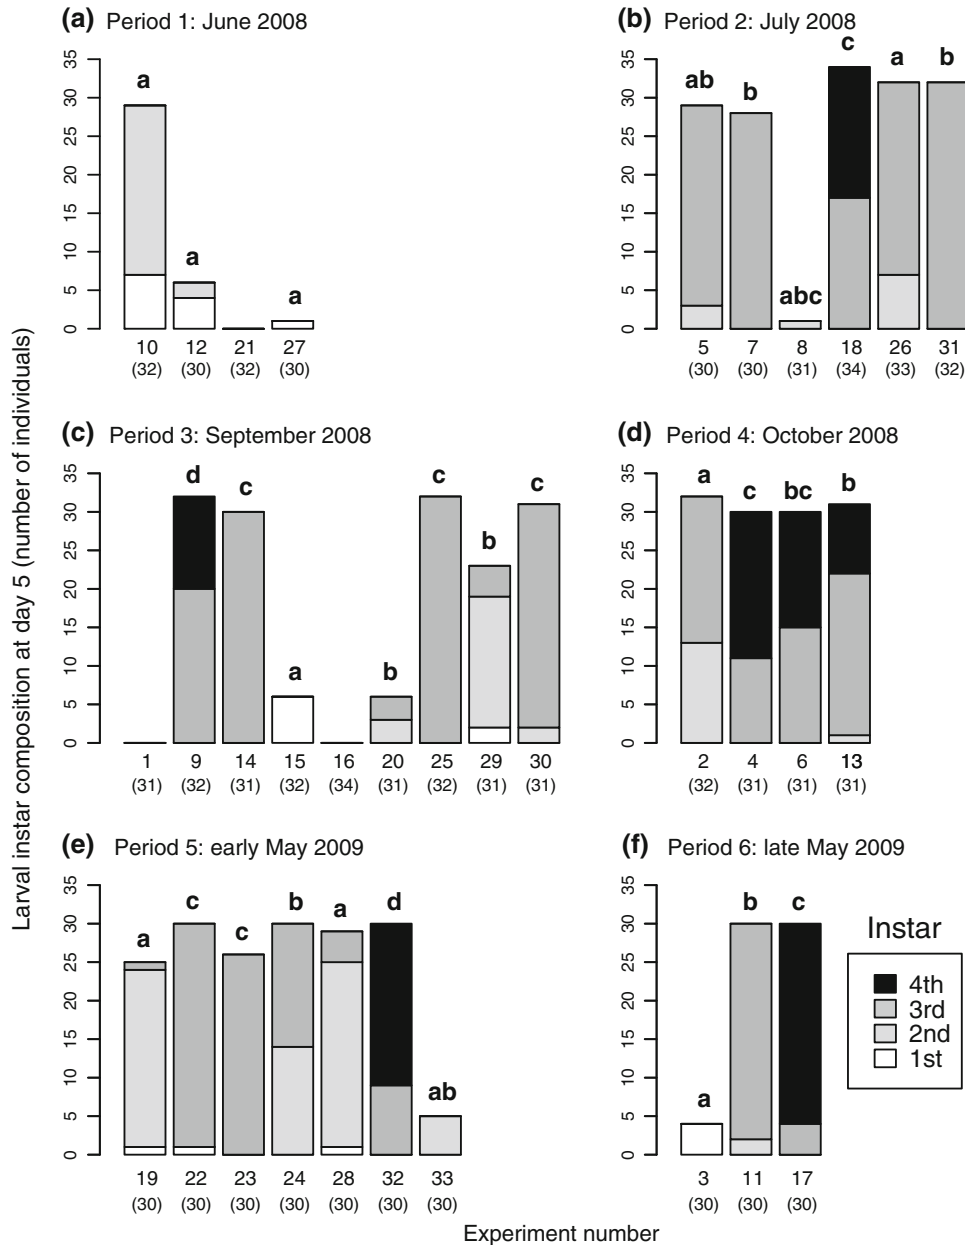 (a) Period 1: June 2008
35
30
25
20
15
10
5
0
a
a
a
10 12 21 27
(32) (30) (32) (30)
(b) Period 2: July 2008
35
30
25
20
15
10
5
0
ab b abc c a b
5 7 8 18 26 31
(30) (30) (31) (34) (33) (32)
Larval instar composition at day 5 (number of individuals)
(c) Period 3: September 2008
35
30
25
20
15
10
5
0
d c a b c b c
1 9 14 15 16 20 25 29 30
(31) (32) (31) (32) (34) (31) (32) (31) (31)
(d) Period 4: October 2008
35
30
25
20
15
10
5
0
a c bc b
2 4 6 13
(32) (31) (31) (31)
(e) Period 5: early May 2009
35
30
25
20
15
10
5
0
a c c b a d ab
19 22 23 24 28 32 33
(30) (30) (30) (30) (30) (30) (30)
(f) Period 6: late May 2009
35
30
25
20
15
10
5
0
a b c
3 11 17
(30) (30) (30)
Instar
4th
3rd
2nd
1st
Experiment number